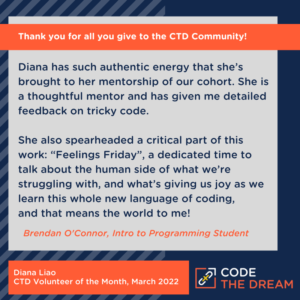 Thank you for all you give to the CTD Community!
Diana has such authentic energy that she's
brought to her mentorship of our cohort. She is
a thoughtful mentor and has given me detailed
feedback on tricky code.
She also spearheaded a critical part of this
work: “Feelings Friday”, a dedicated time to
talk about the human side of what we're
struggling with, and what's giving us joy as we
learn this whole new language of coding,
and that means the world to me!
Brendan O'Connor, Intro to Programming Student
Diana Liao
CTD Volunteer of the Month, March 2022
CODE
THE DREAM